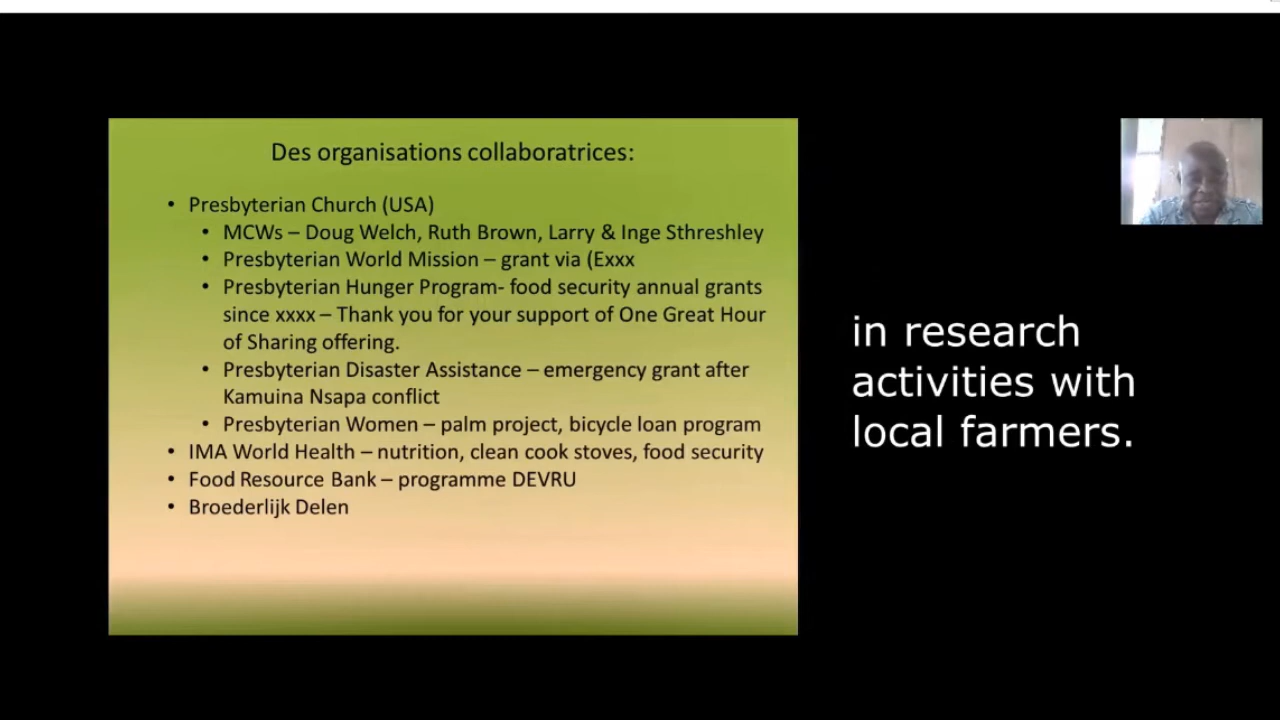 Des organisations collaboratrices:
• Presbyterian Church (USA)
• MCWs – Doug Welch, Ruth Brown, Larry & Inge Sthreshley
• Presbyterian World Mission – grant via (Exxx
• Presbyterian Hunger Program- food security annual grants
since xxxx – Thank you for your support of One Great Hour
of Sharing offering.
• Presbyterian Disaster Assistance – emergency grant after
Kamuina Nsapa conflict
• Presbyterian Women – palm project, bicycle loan program
• IMA World Health – nutrition, clean cook stoves, food security
• Food Resource Bank – programme DEVRU
• Broederlijk Delen
in research
activities with
local farmers.